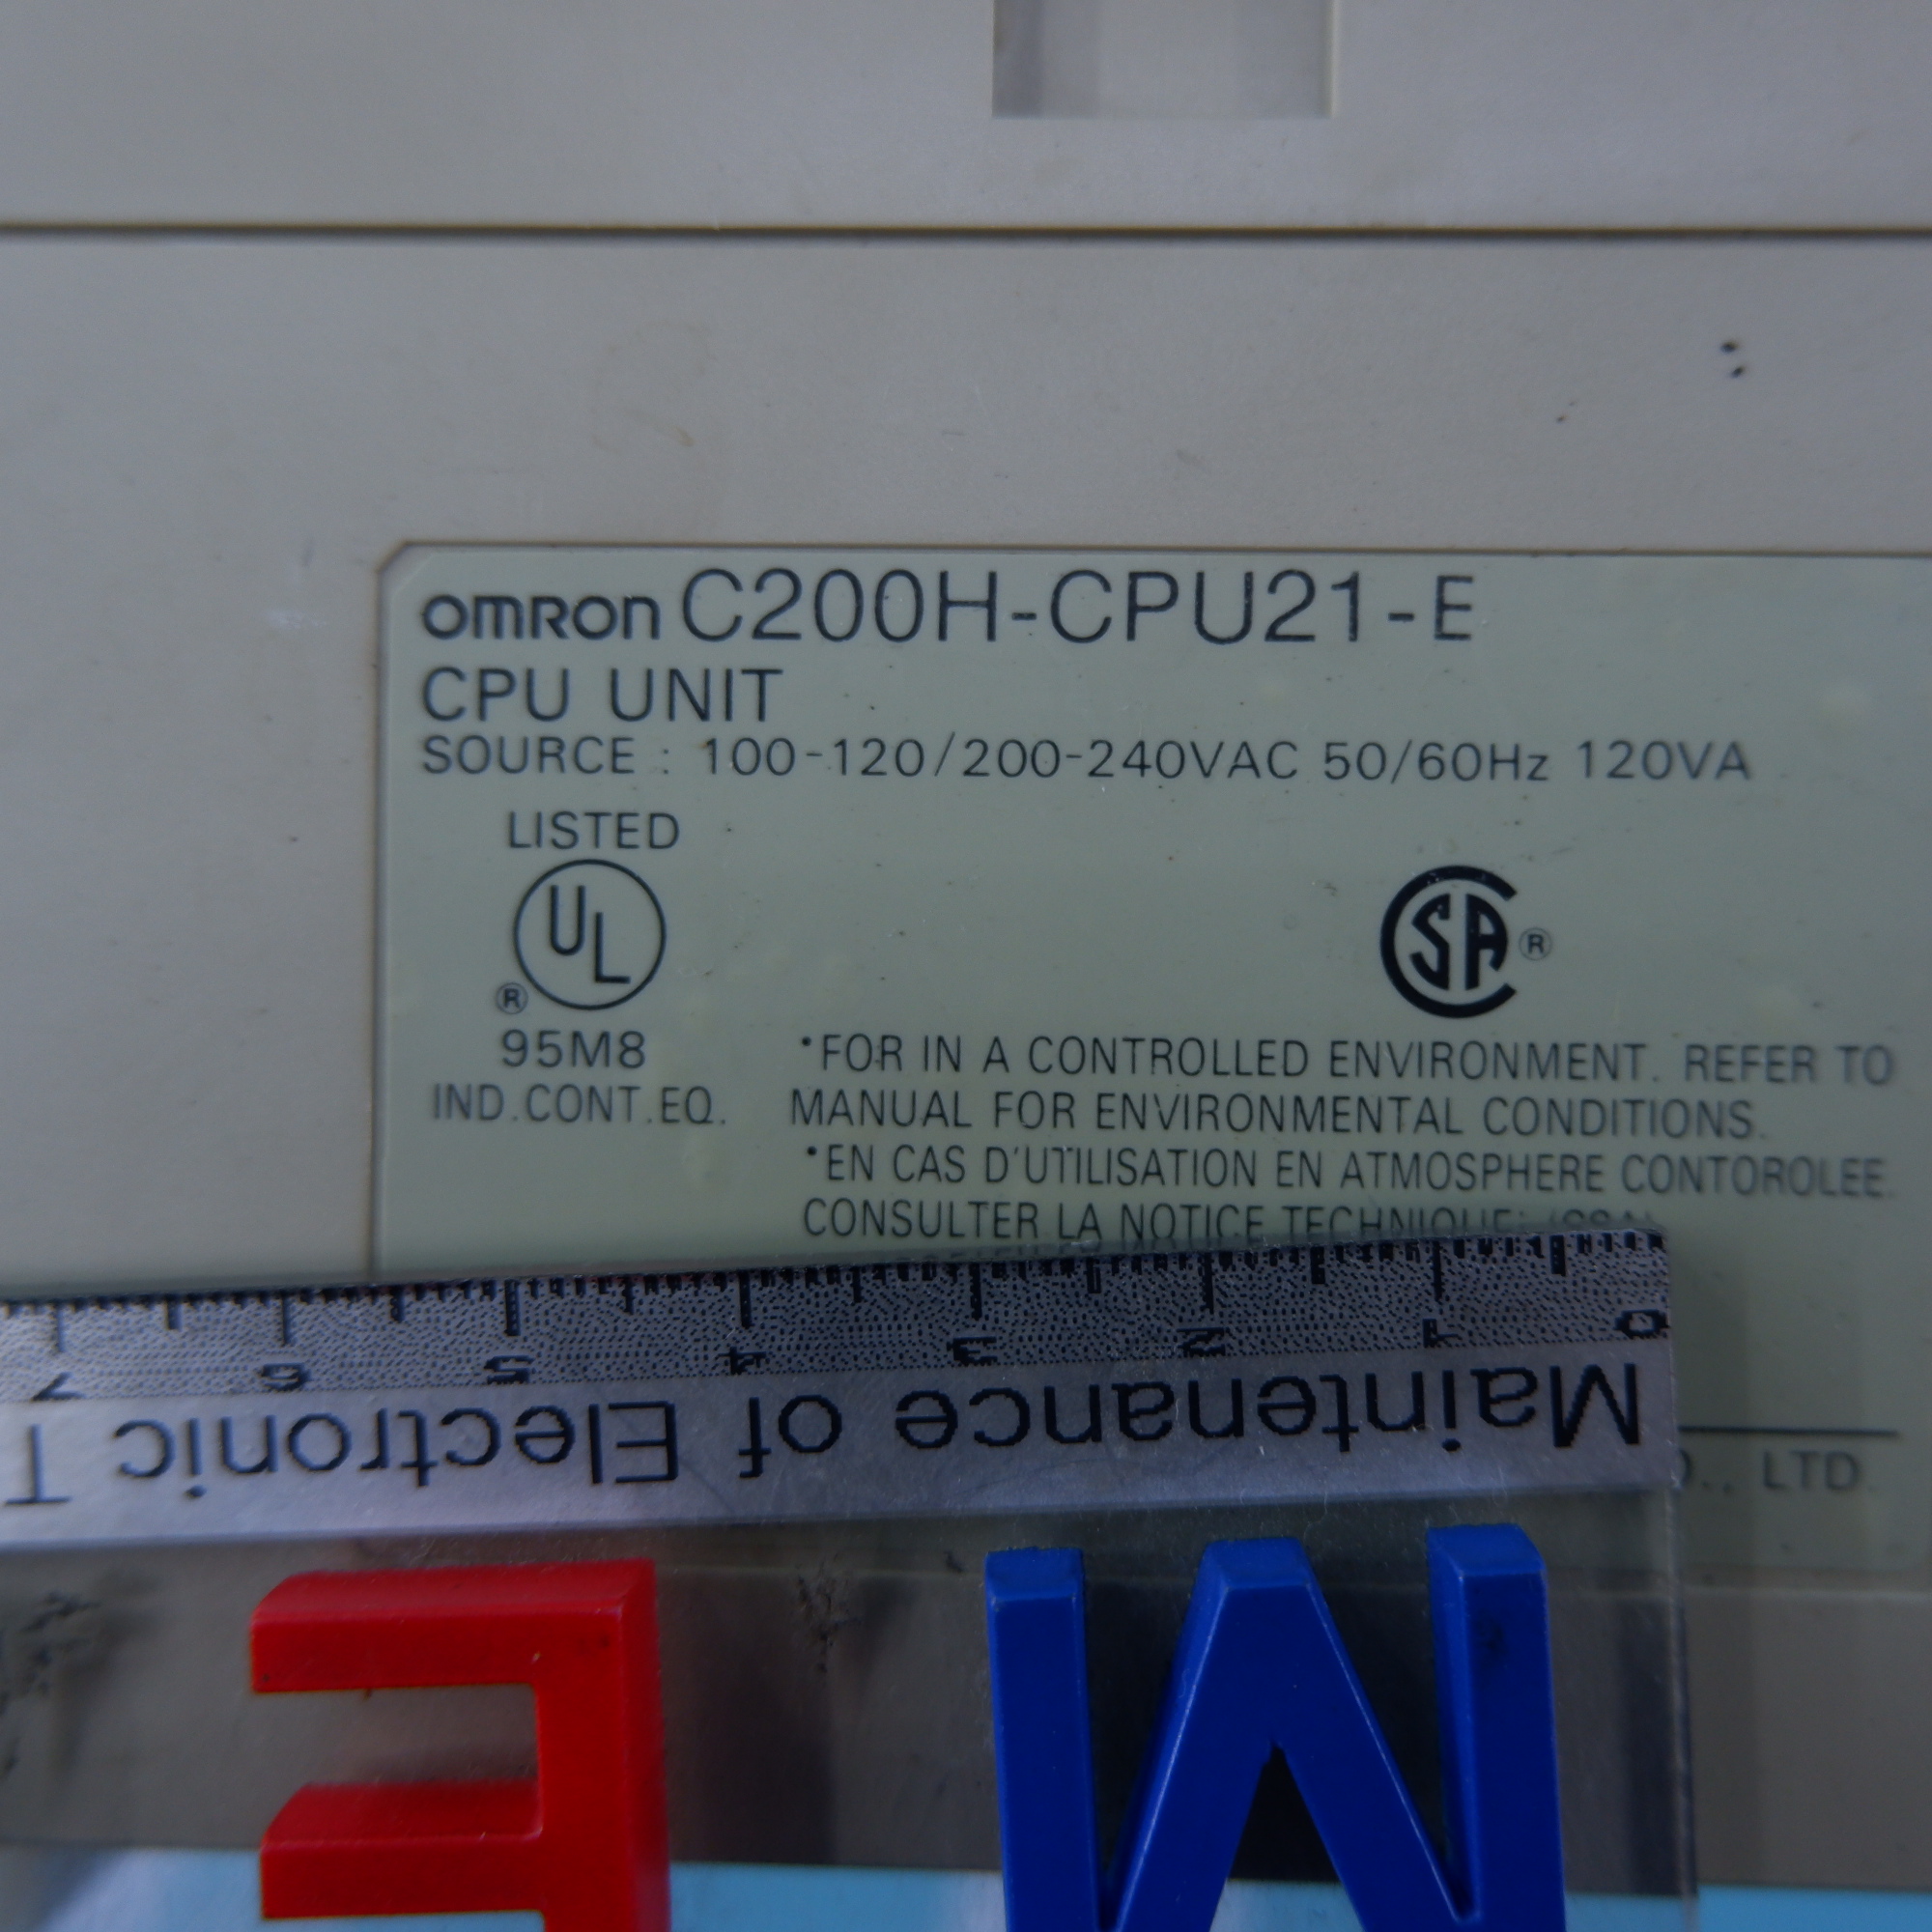 omron C200H-CPU21-E
CPU UNIT
SOURCE : 100-120/200-240VAC 50/60Hz 120VA
LISTED
UL
®
SA ®
95M8
IND.CONT.EQ.
*FOR IN A CONTROLLED ENVIRONMENT. REFER TO
MANUAL FOR ENVIRONMENTAL CONDITIONS.
*EN CAS D'UTILISATION EN ATMOSPHERE CONTOROLEE.
CONSULTER LA NOTICE TECHNIQUE; (CSA)
LTD.
0 1 2 3 4 5 6 7
Maintenance of Electronic T
M E